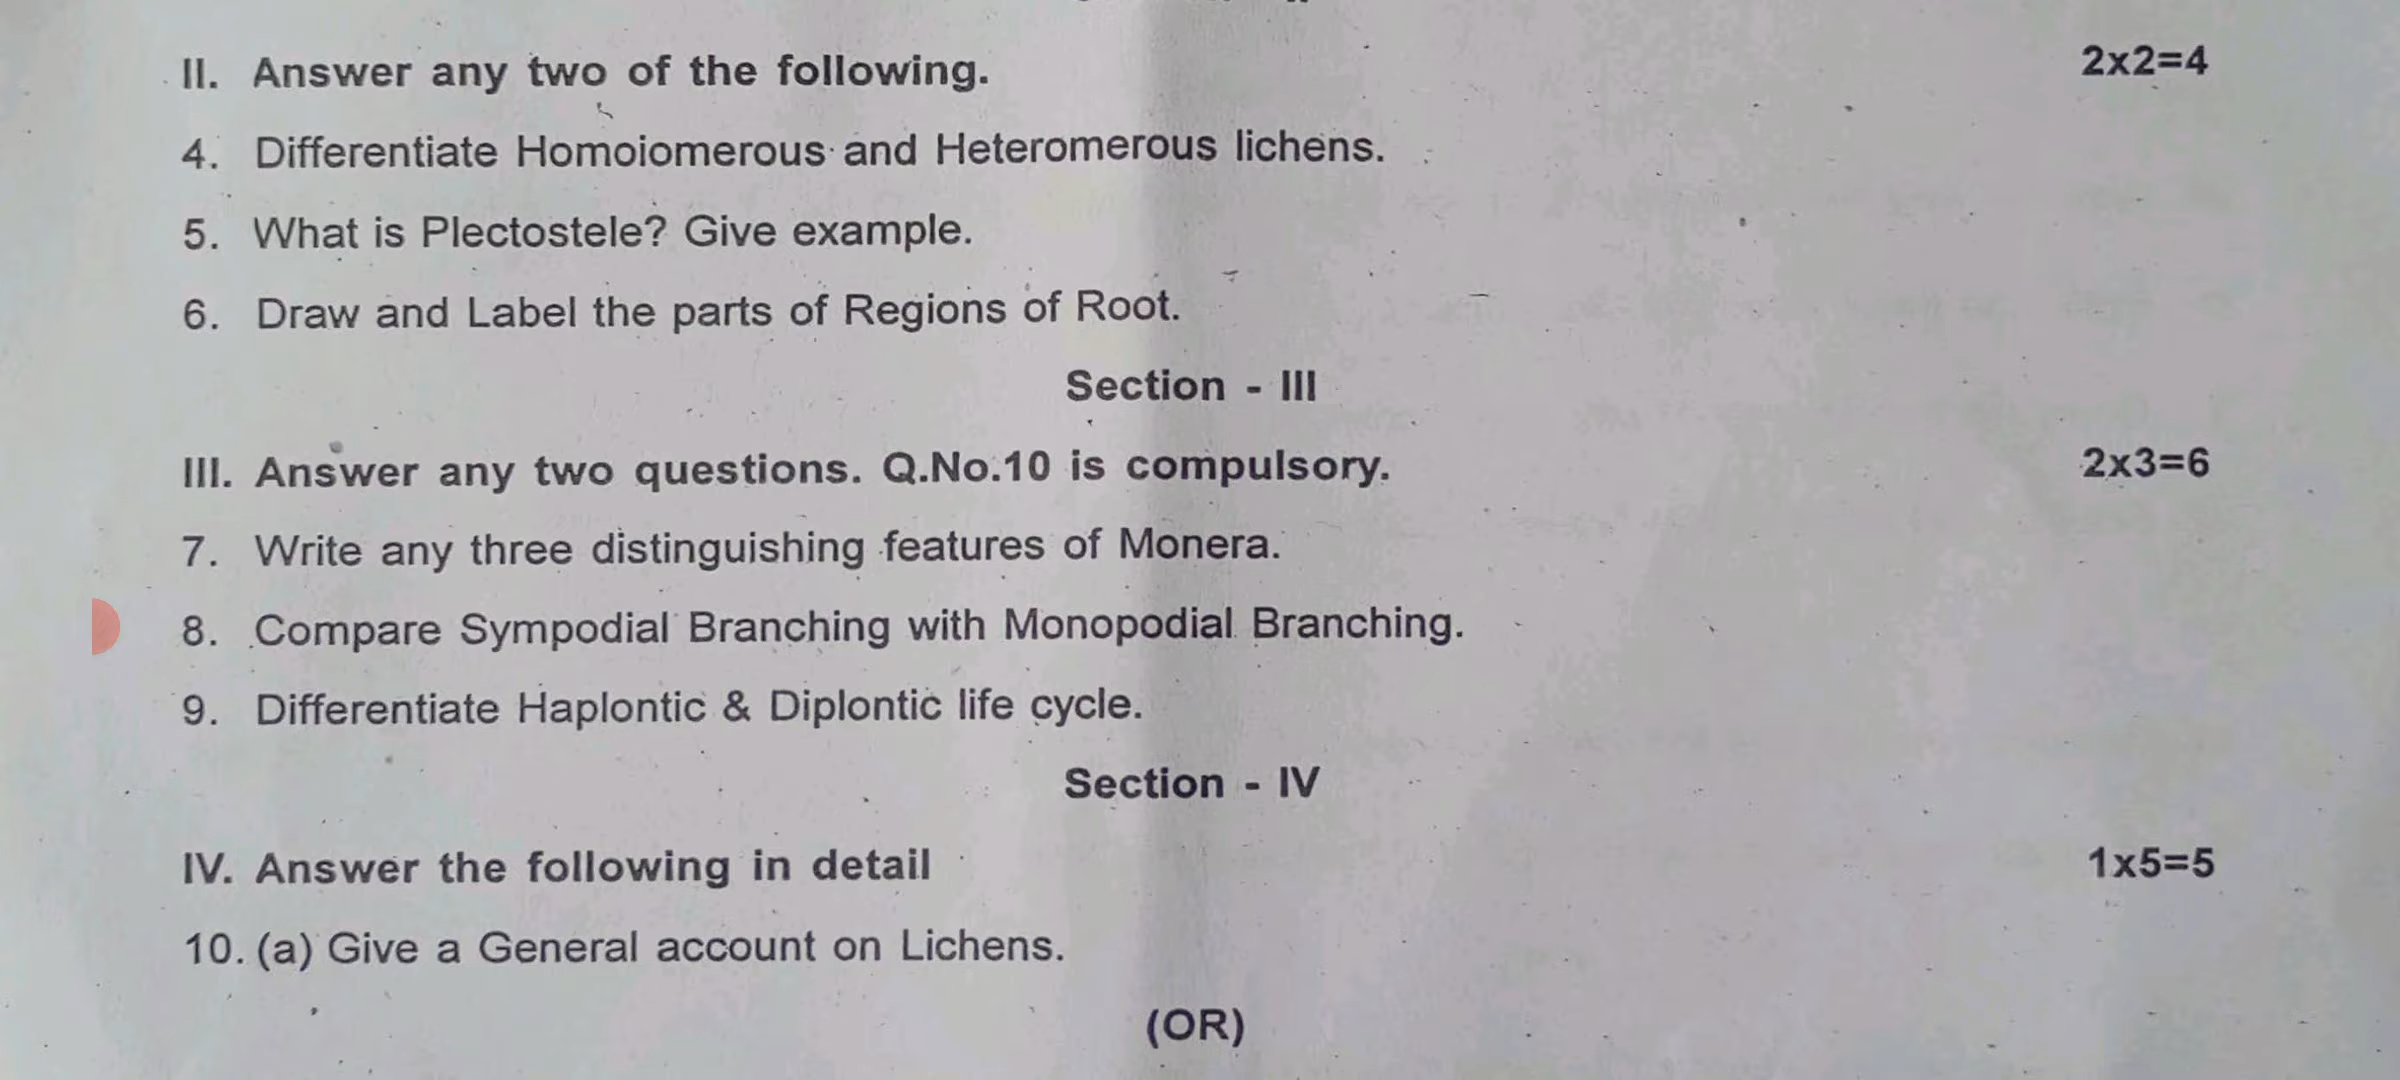 II. Answer any two of the following. 2x2=4
4. Differentiate Homoiomerous and Heteromerous lichens.
5. What is Plectostele? Give example.
6. Draw and Label the parts of Regions of Root.
Section - III
III. Answer any two questions. Q.No.10 is compulsory. 2x3=6
7. Write any three distinguishing features of Monera.
8. Compare Sympodial Branching with Monopodial Branching.
9. Differentiate Haplontic & Diplontic life cycle.
Section - IV
IV. Answer the following in detail 1x5=5
10. (a) Give a General account on Lichens.
(OR)